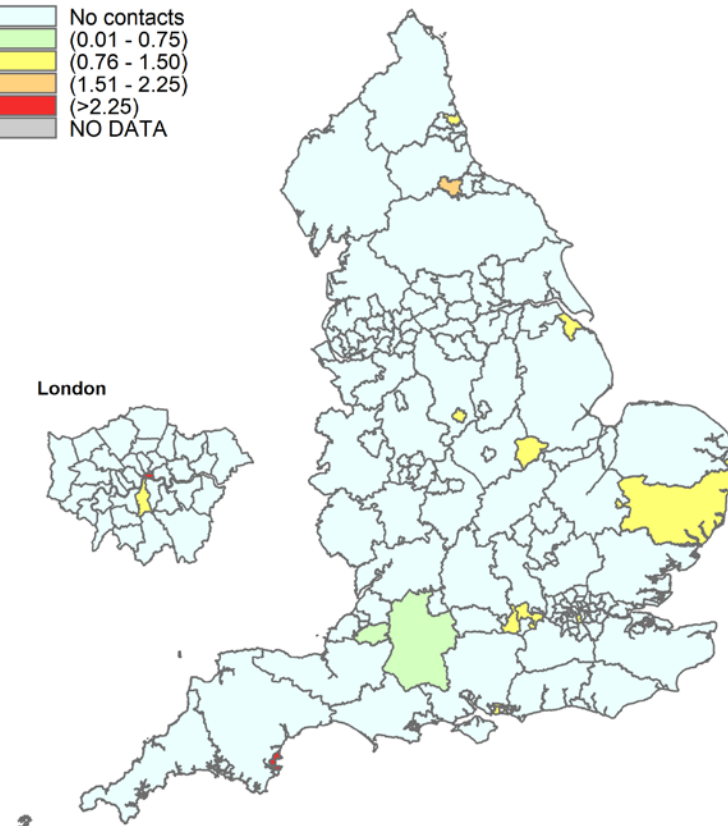 No contacts
(0.01 - 0.75)
(0.76 - 1.50)
(1.51 - 2.25)
(>2.25)
NO DATA
London